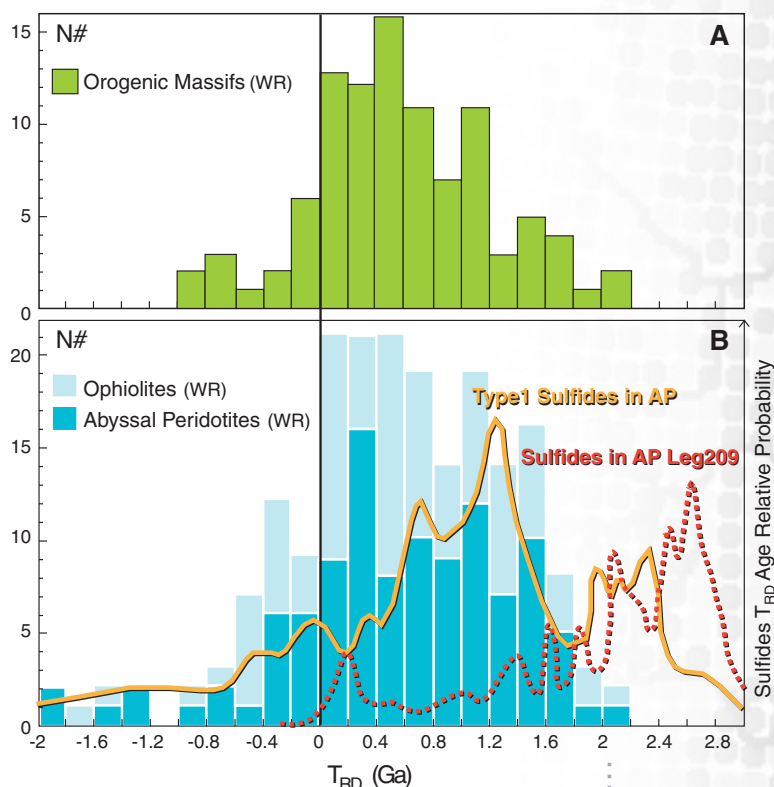 15
10
5
0
N#
A
Orogenic Massifs (WR)
20
15
10
5
0
N#
B
Ophiolites (WR)
Abyssal Peridotites (WR)
Type1 Sulfides in AP
Sulfides in AP Leg209
Sulfides TRD Age Relative Probability
-2 -1.6 -1.2 -0.8 -0.4 0 0.4 0.8 1.2 1.6 2 2.4 2.8
TRD (Ga)